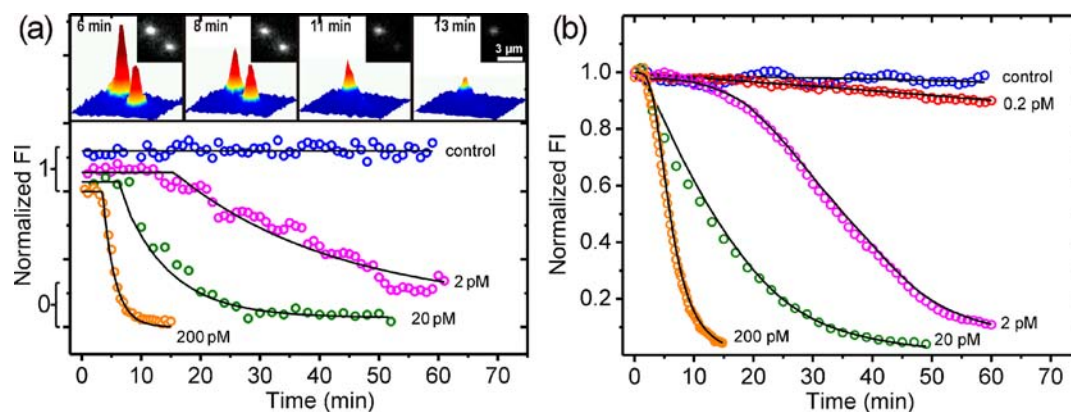 (a)
6 min
8 min
11 min
13 min
3 µm
Normalized FI
1
0
control
2 pM
20 pM
200 pM
0 10 20 30 40 50 60 70
Time (min)
(b)
Normalized FI
1.0
0.8
0.6
0.4
0.2
control
0.2 pM
2 pM
20 pM
200 pM
0 10 20 30 40 50 60 70
Time (min)